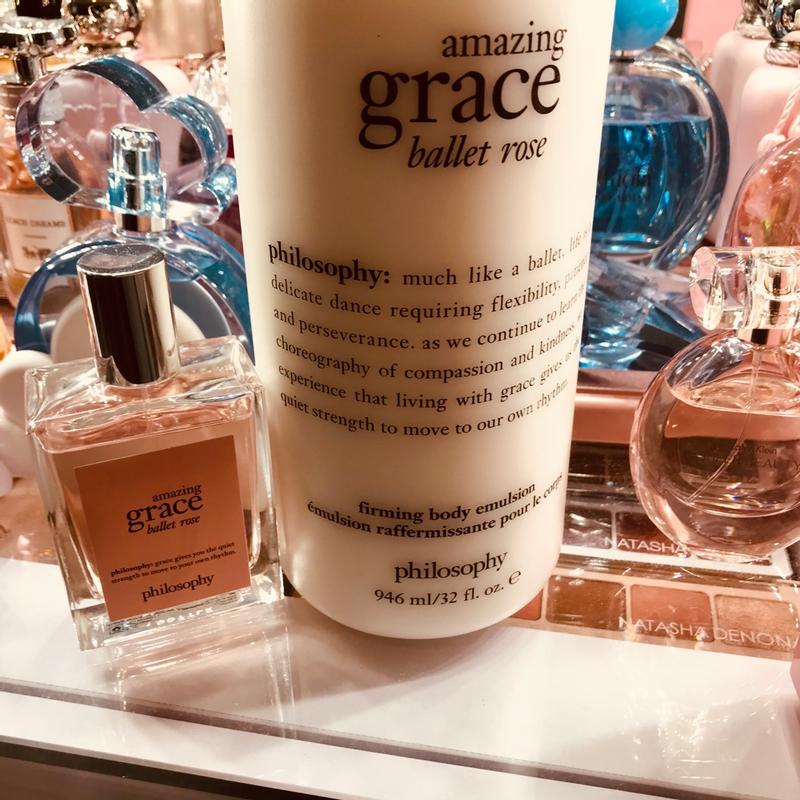 amazing
grace
ballet rose
philosophy: much like a ballet, life is
delicate dance requiring flexibility,
and perseverance. as we continue to learn
choreography of compassion and kindness,
experience that living with grace gives us
quiet strength to move to our own rhythm.
firming body emulsion
émulsion raffermissante pour le corps
philosophy
946 ml/32 fl. oz. e
amazing
grace
ballet rose
philosophy: grace gives you the quiet
strength to move to your own rhythm.
philosophy
DREAMS
Klein
BEAUTY
NATASHA
NATASHA DENONA